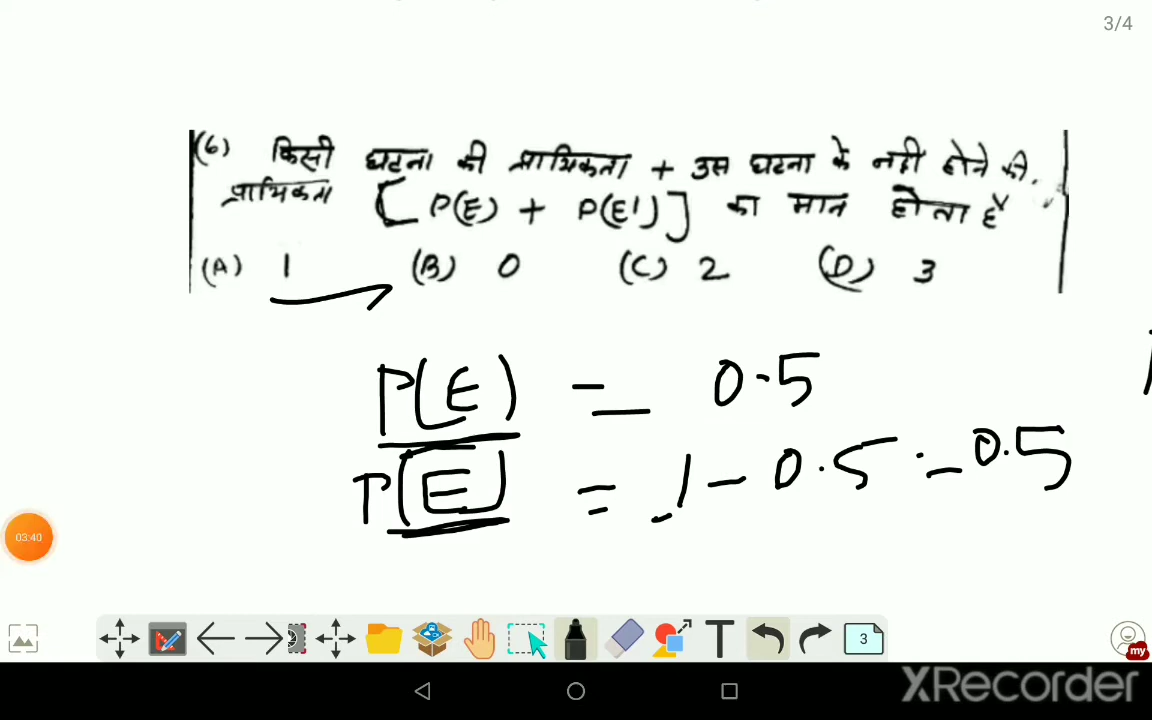 3/4
(6) किसी घटना की प्रायिकता + उस घटना के नहीं होने की
प्रायिकता [P(E) + P(E')] का मान होता है
(A) 1 (B) 0 (C) 2 (D) 3
P(E) = 0.5
P(E̅) = 1 - 0.5 = 0.5
03:40
T
3
my
XRecorder